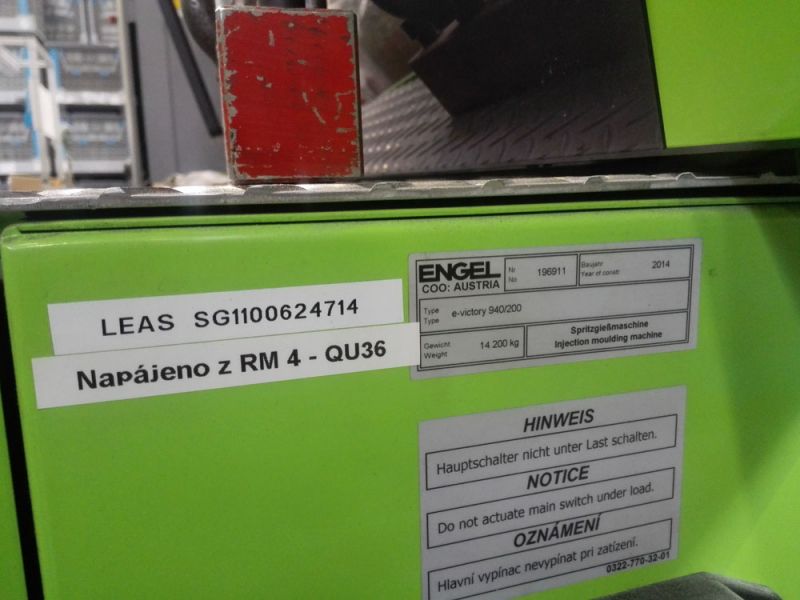 LEAS SG1100624714
Napájeno z RM 4 - QU36
ENGEL
COO: AUSTRIA
Nr
No
196911
Baujahr
Year of constr.
2014
Type
Type
e-victory 940/200
Gewicht
Weight
14 200 kg
Spritzgießmaschine
Injection moulding machine
HINWEIS
Hauptschalter nicht unter Last schalten.
NOTICE
Do not actuate main switch under load.
OZNÁMENÍ
Hlavní vypínac nevypínat pri zatízení.
0322-770-32-01